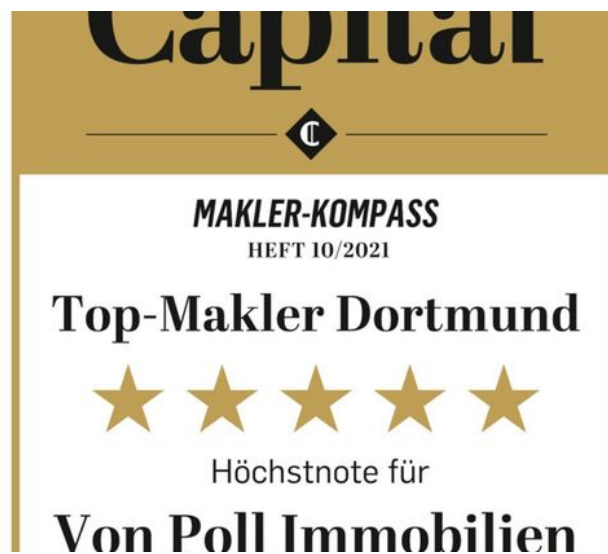 Capital
MAKLER-KOMPASS
HEFT 10/2021
Top-Makler Dortmund
Höchstnote für
Von Poll Immobilien